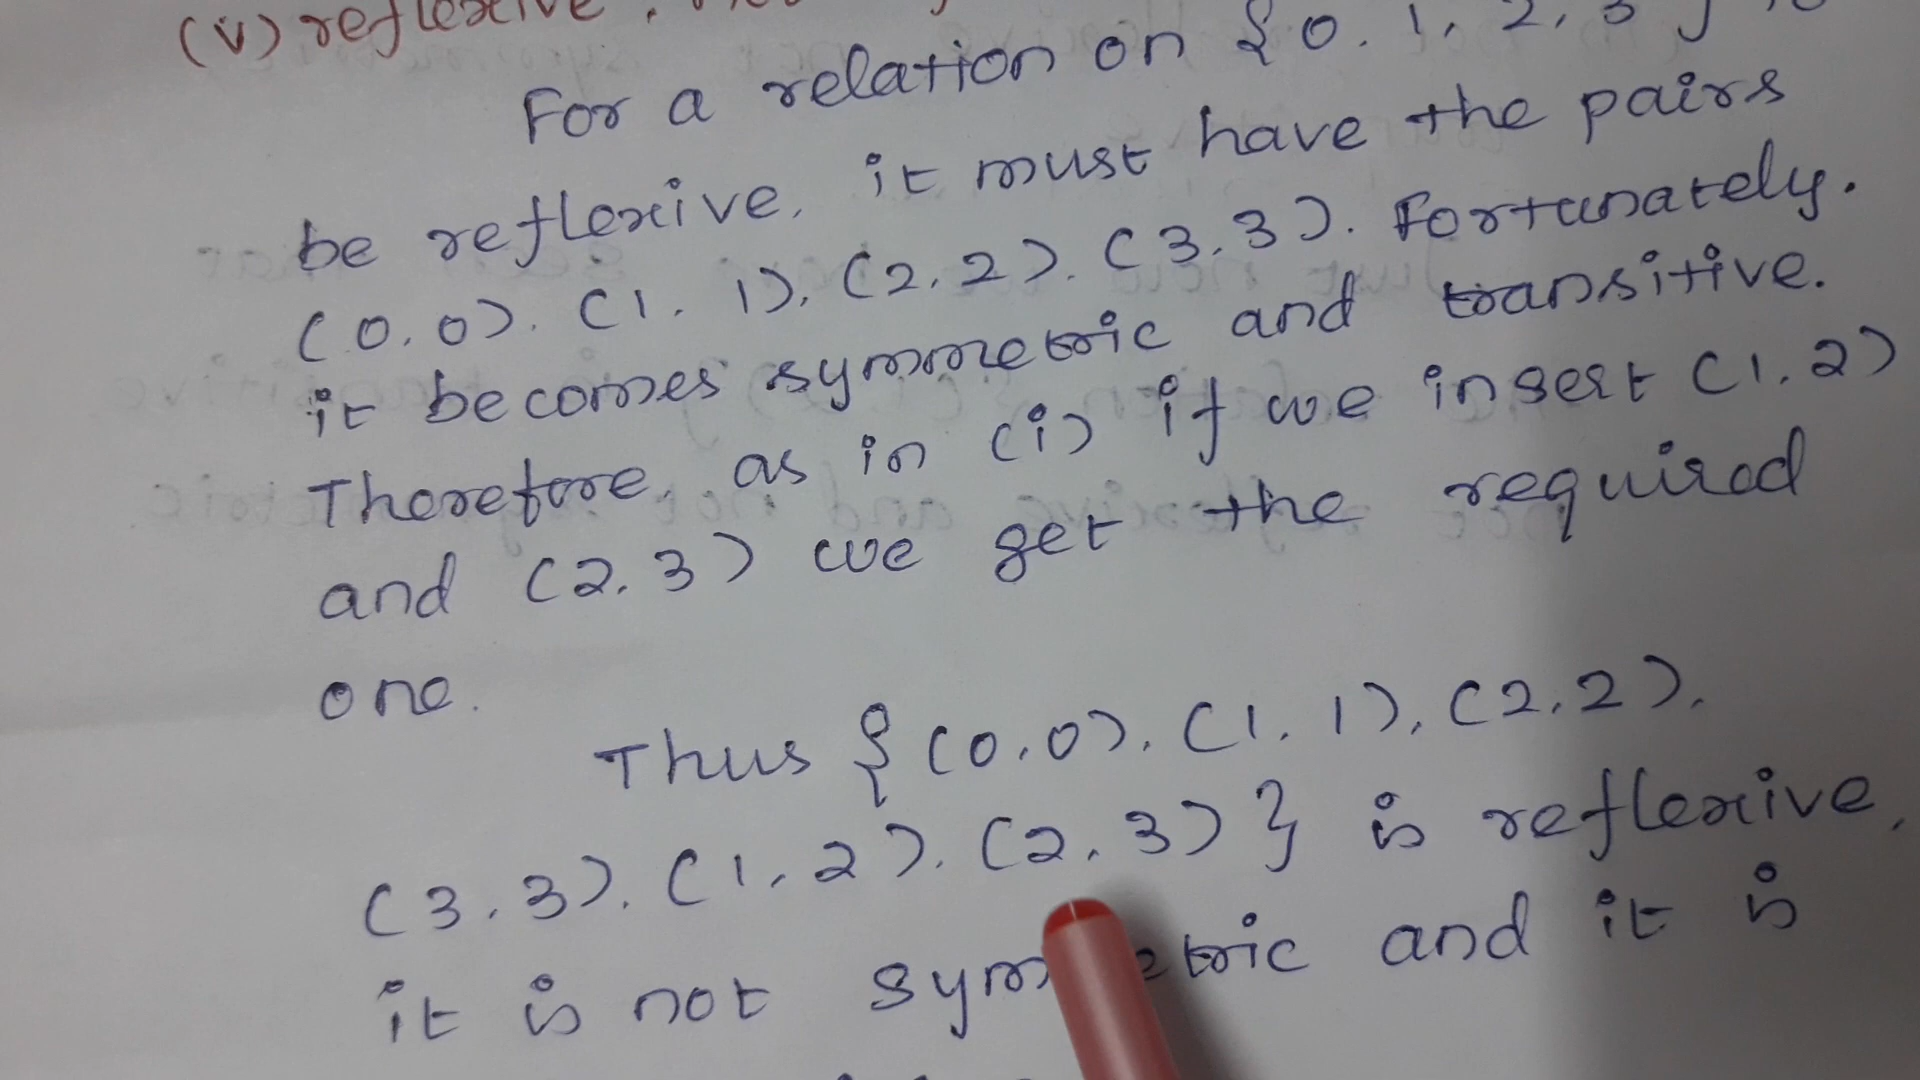 (v) reflexive,
For a relation on {0, 1, 2, 3}
be reflexive, it must have the pairs
(0,0), (1, 1), (2,2), (3,3). Fortunately,
it becomes symmetric and transitive.
Therefore, as in (i) if we insert (1,2)
and (2,3) we get the required
one.
Thus {(0,0), (1, 1), (2,2),
(3,3), (1,2), (2,3)} is reflexive,
it is not symmetric and it is